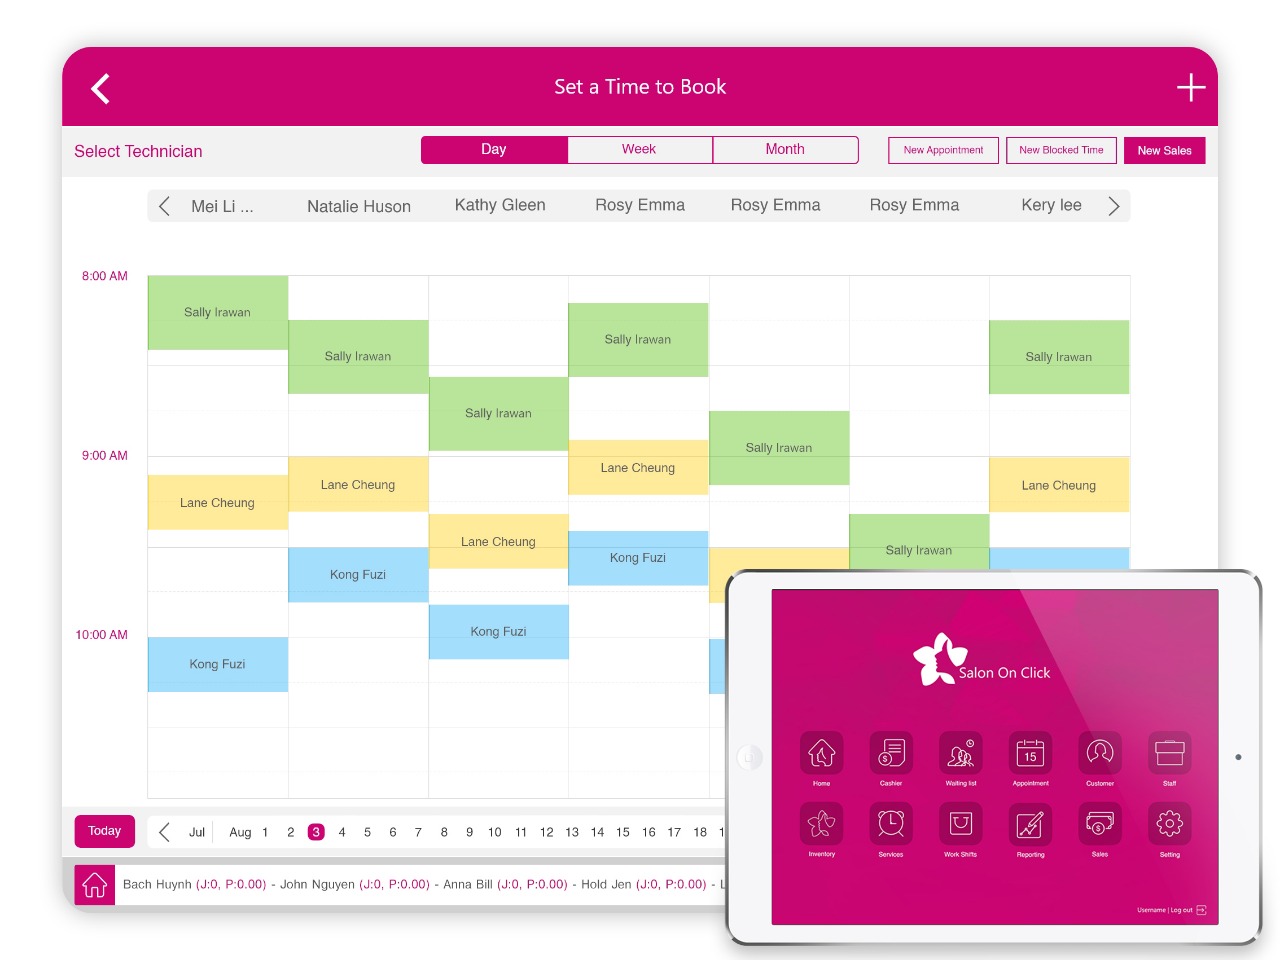 Set a Time to Book
Select Technician
Day Week Month
New Appointment New Blocked Time New Sales
Mei Li ... Natalie Huson Kathy Gleen Rosy Emma Rosy Emma Rosy Emma Kery lee
8:00 AM
Sally Irawan
Sally Irawan
Sally Irawan
Sally Irawan
Sally Irawan
Sally Irawan
Sally Irawan
9:00 AM
Lane Cheung
Lane Cheung
Lane Cheung
Lane Cheung
Lane Cheung
Kong Fuzi
Kong Fuzi
Kong Fuzi
10:00 AM
Kong Fuzi
Today
Jul Aug 1 2 3 4 5 6 7 8 9 10 11 12 13 14 15 16 17 18 1
Bach Huynh (J:0, P:0.00) - John Nguyen (J:0, P:0.00) - Anna Bill (J:0, P:0.00) - Hold Jen (J:0, P:0.00) - L
Salon On Click
15
Home Cashier Waiting list Appointment Customer Staff
Inventory Services Work Shifts Reporting Sales Setting
Username | Log out